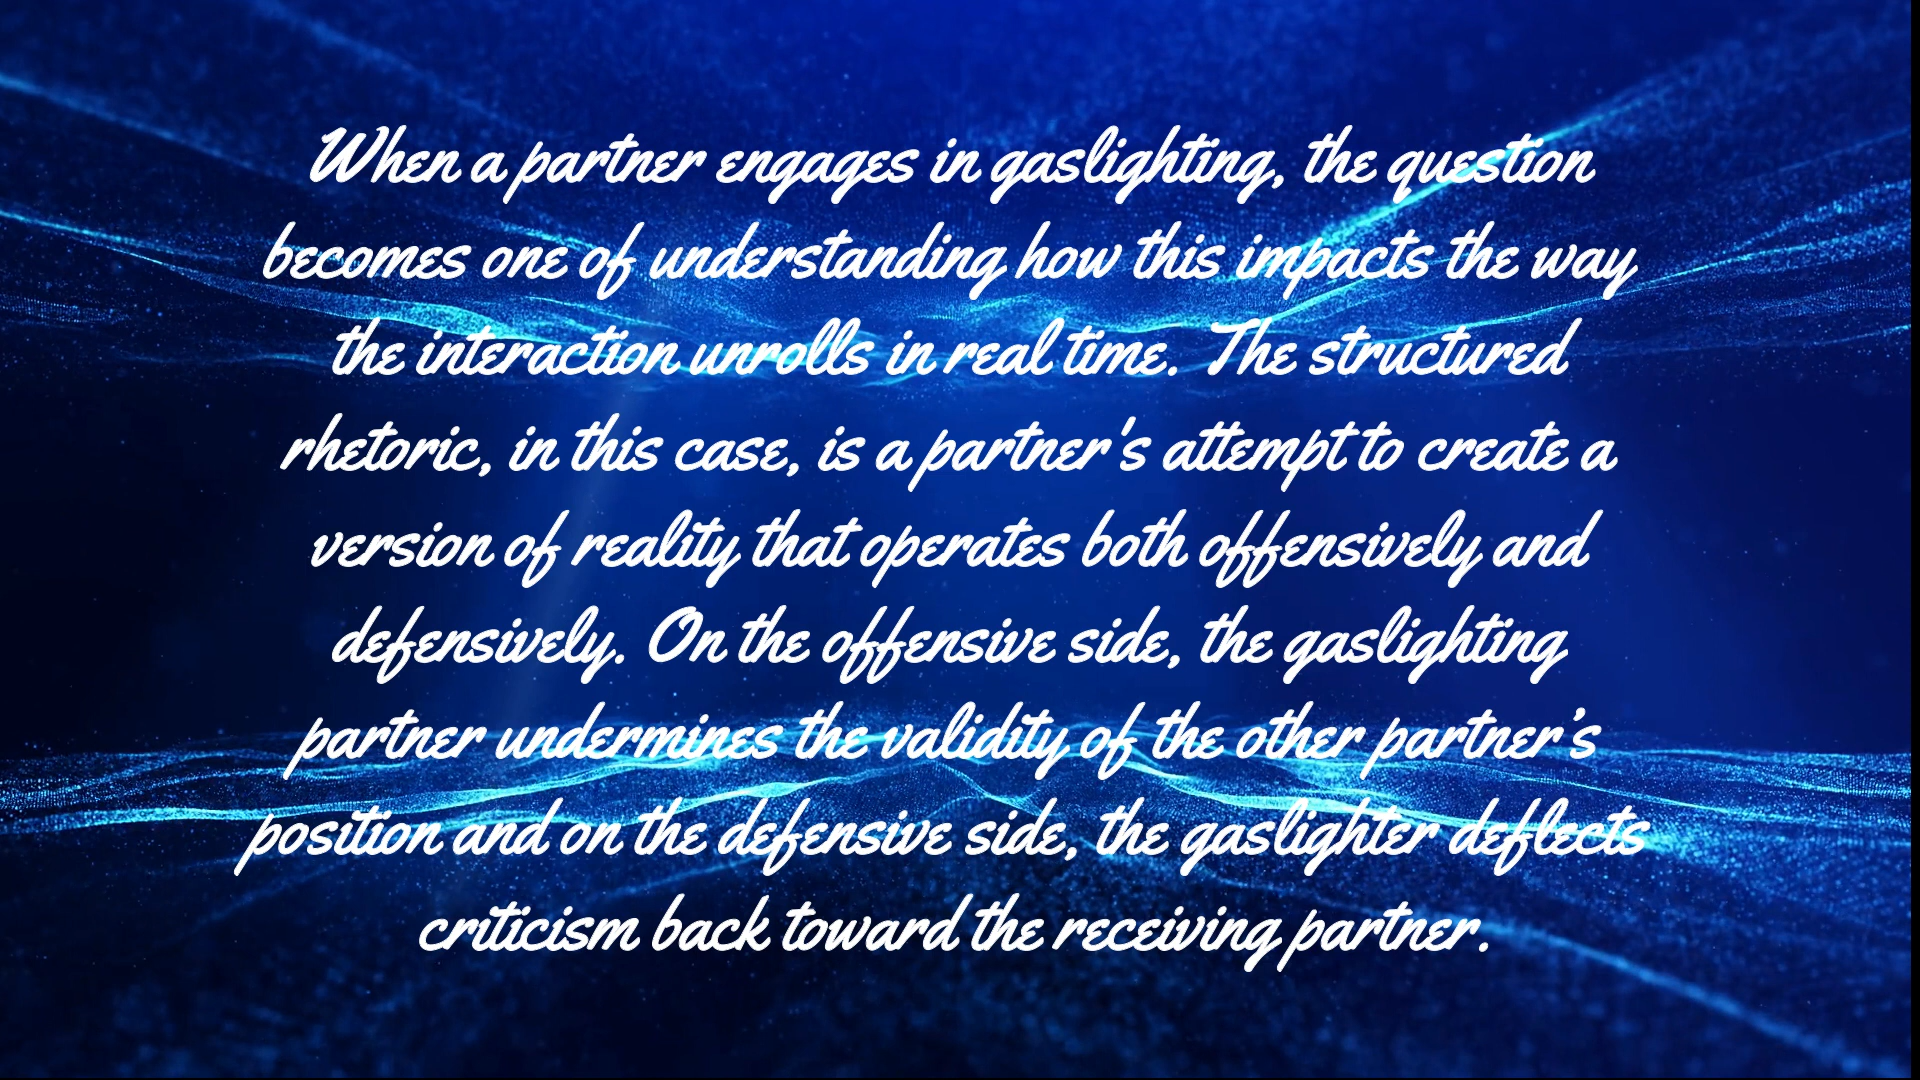 When a partner engages in gaslighting, the question
becomes one of understanding how this impacts the way
the interaction unrolls in real time. The structured
rhetoric, in this case, is a partner's attempt to create a
version of reality that operates both offensively and
defensively. On the offensive side, the gaslighting
partner undermines the validity of the other partner’s
position and on the defensive side, the gaslighter deflects
criticism back toward the receiving partner.